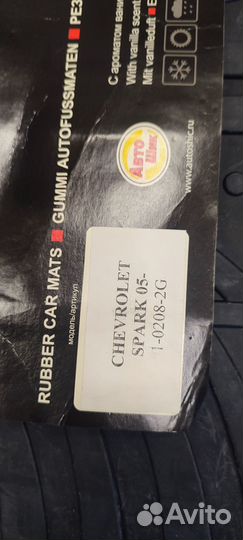 RUBBER CAR MATS ■ GUMMI AUTOFUSSMATEN ■ РЕЗ
С ароматом вани
With vanilla scent
Mit vanilleduft ■
АВТО
Шик
www.autoshic.ru
модель/артикул
CHEVROLET
SPARK 05-
1-0208-2G
Avito